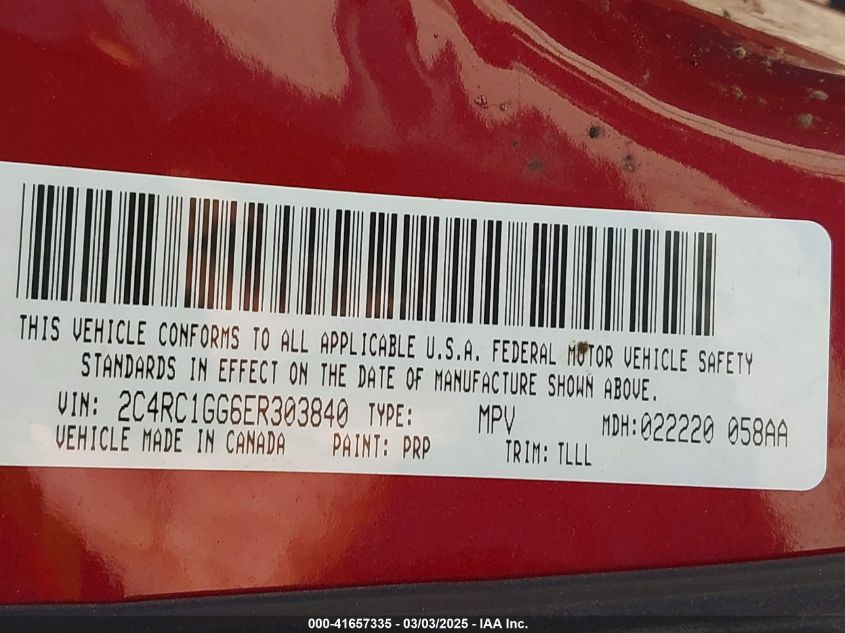 THIS VEHICLE CONFORMS TO ALL APPLICABLE U.S.A. FEDERAL MOTOR VEHICLE SAFETY
STANDARDS IN EFFECT ON THE DATE OF MANUFACTURE SHOWN ABOVE.
VIN: 2C4RC1GG6ER303840 TYPE: MPV MDH:022220 058AA
VEHICLE MADE IN CANADA PAINT: PRP TRIM: TLLL
000-41657335 - 03/03/2025 - IAA Inc.